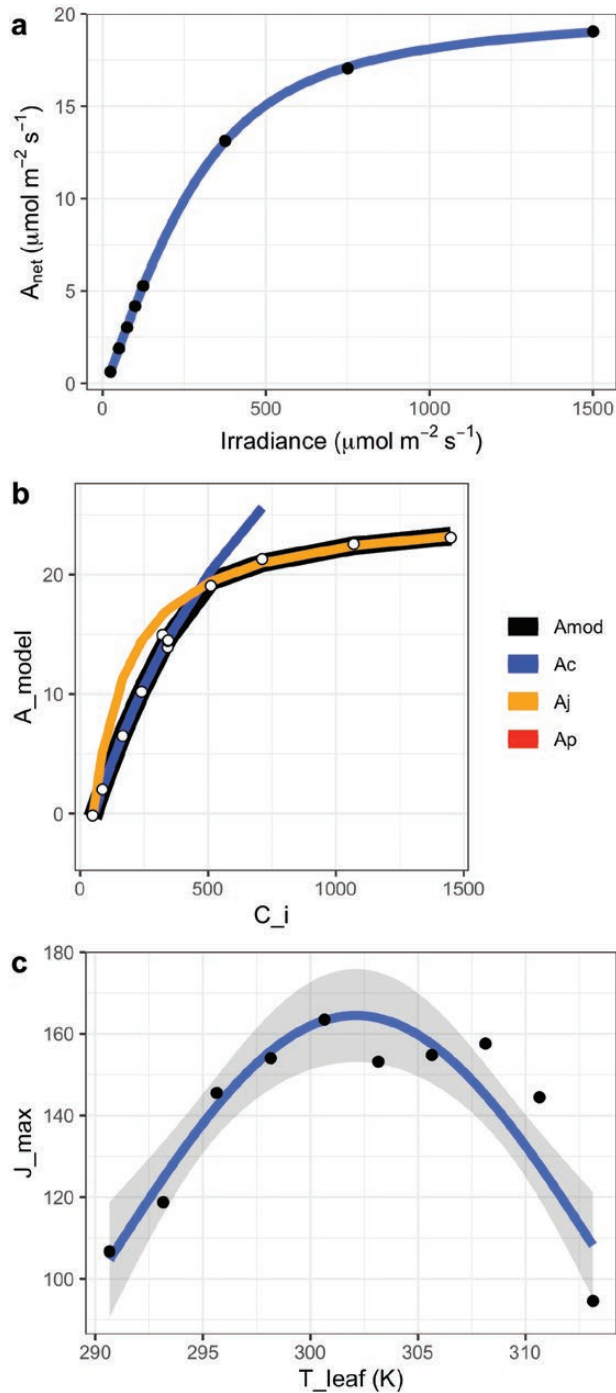 a
20
15
10
5
0
A_net (μmol m⁻² s⁻¹)
0 500 1000 1500
Irradiance (μmol m⁻² s⁻¹)
b
20
10
0
A_model
0 500 1000 1500
C_i
Amod
Ac
Aj
Ap
c
180
160
140
120
100
J_max
290 295 300 305 310
T_leaf (K)